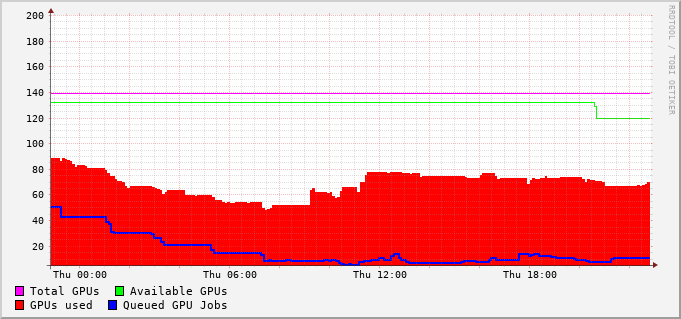 200
180
160
140
120
100
80
60
40
20
Thu 00:00 Thu 06:00 Thu 12:00 Thu 18:00
Total GPUs Available GPUs
GPUs used Queued GPU Jobs
RRDTOOL / TOBI OETIKER